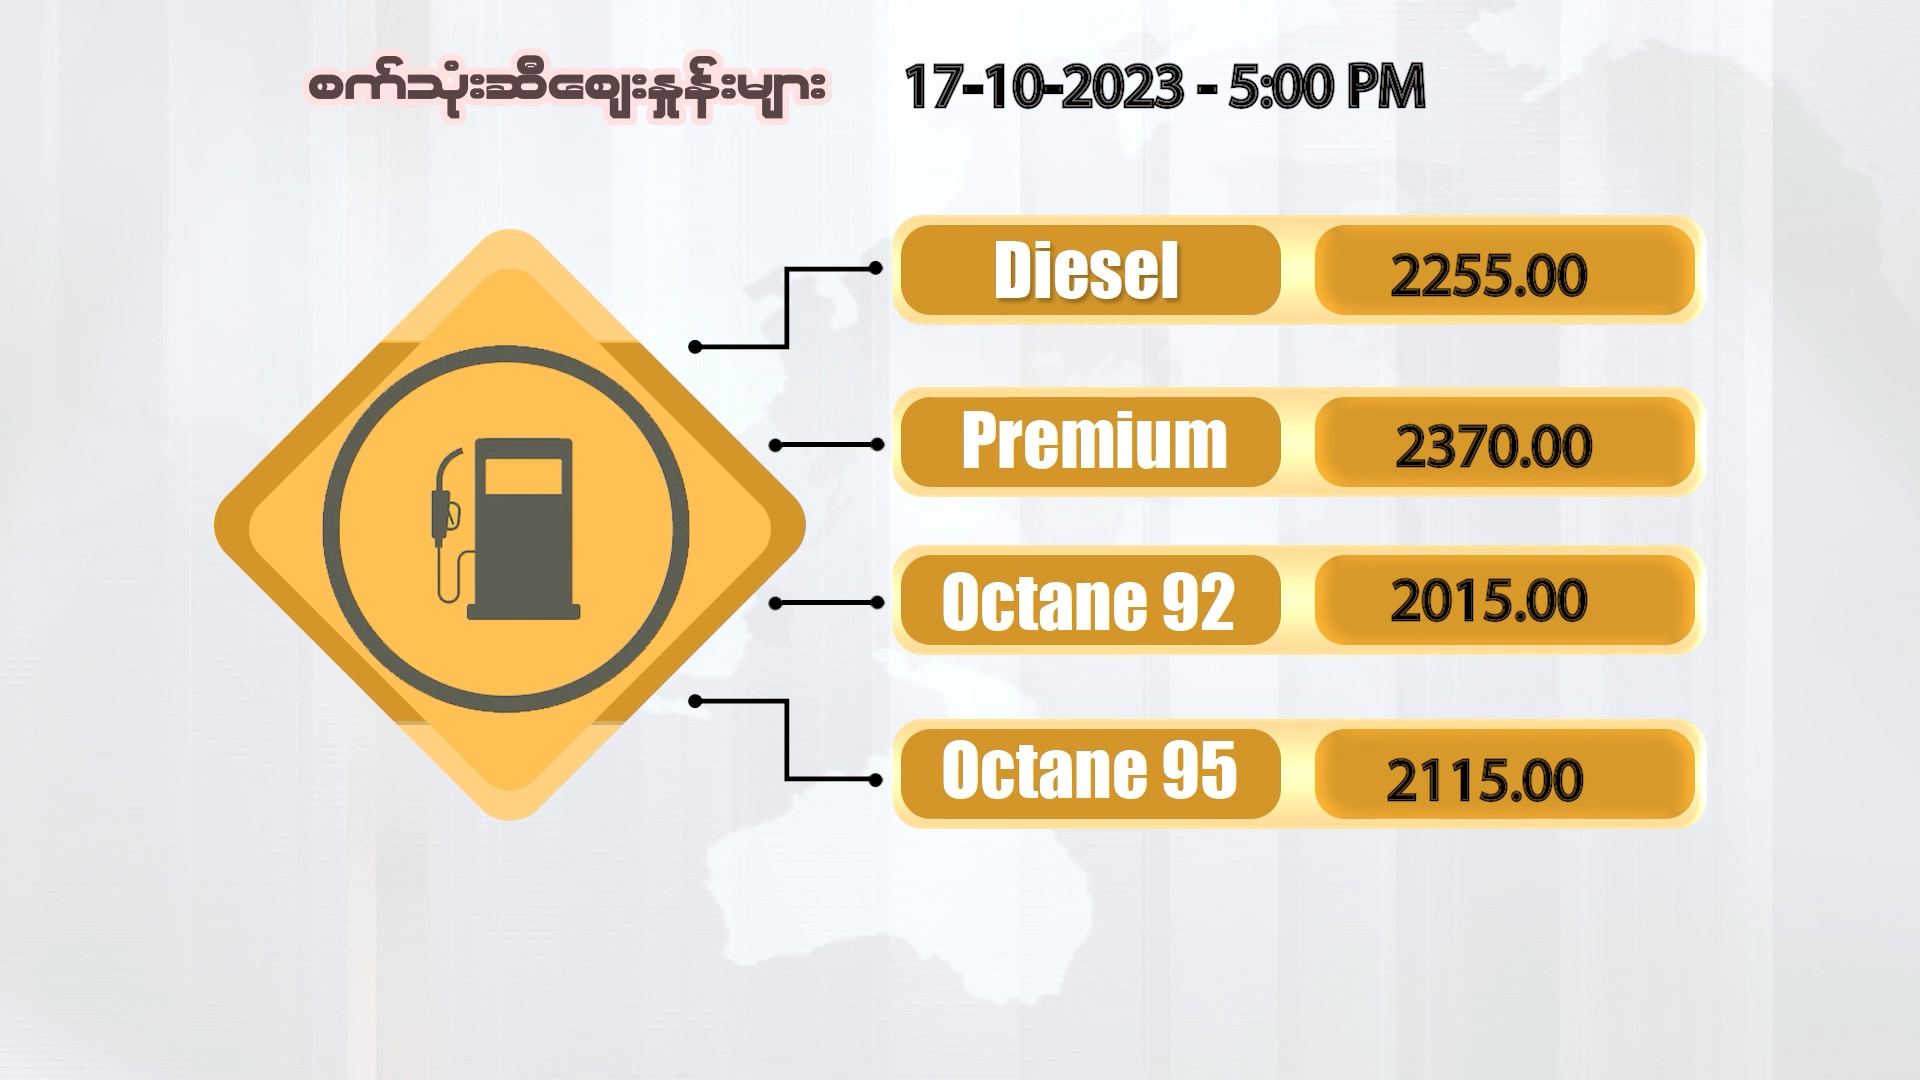 စက်သုံးဆီဈေးနှုန်းများ 17-10-2023 - 5:00 PM
Diesel 2255.00
Premium 2370.00
Octane 92 2015.00
Octane 95 2115.00